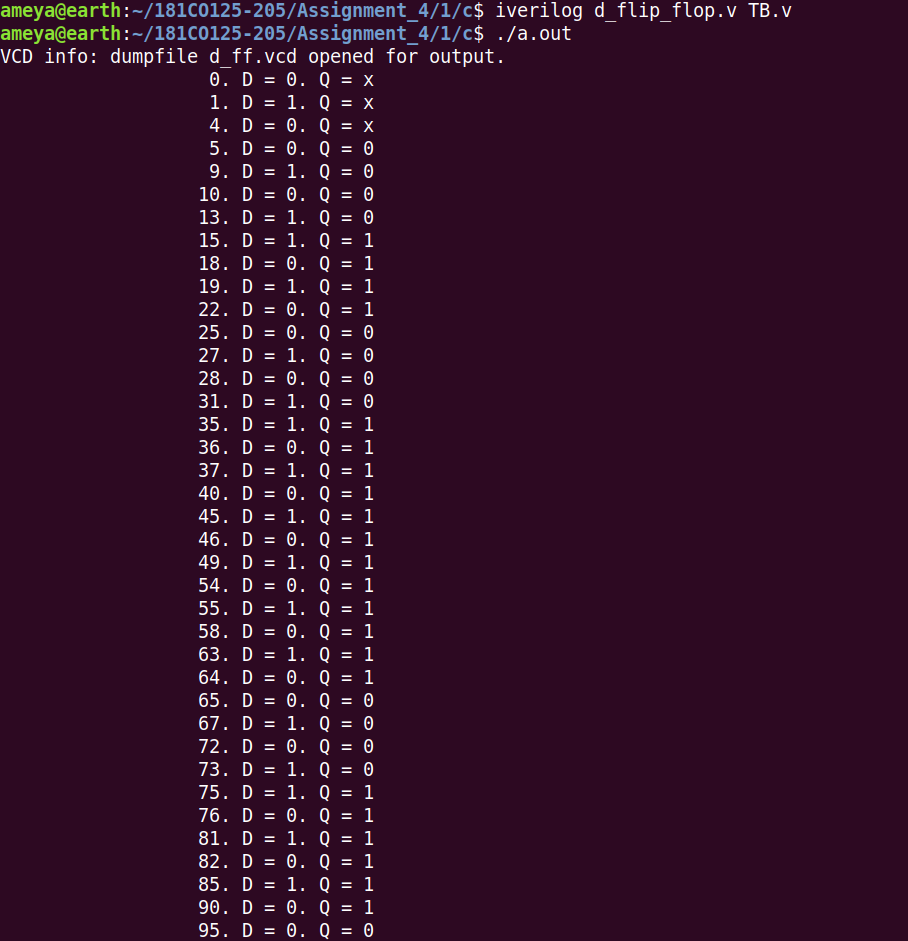 ameya@earth:~/181CO125-205/Assignment_4/1/c$ iverilog d_flip_flop.v TB.v
ameya@earth:~/181CO125-205/Assignment_4/1/c$ ./a.out
VCD info: dumpfile d_ff.vcd opened for output.
0. D = 0. Q = x
1. D = 1. Q = x
4. D = 0. Q = x
5. D = 0. Q = 0
9. D = 1. Q = 0
10. D = 0. Q = 0
13. D = 1. Q = 0
15. D = 1. Q = 1
18. D = 0. Q = 1
19. D = 1. Q = 1
22. D = 0. Q = 1
25. D = 0. Q = 0
27. D = 1. Q = 0
28. D = 0. Q = 0
31. D = 1. Q = 0
35. D = 1. Q = 1
36. D = 0. Q = 1
37. D = 1. Q = 1
40. D = 0. Q = 1
45. D = 1. Q = 1
46. D = 0. Q = 1
49. D = 1. Q = 1
54. D = 0. Q = 1
55. D = 1. Q = 1
58. D = 0. Q = 1
63. D = 1. Q = 1
64. D = 0. Q = 1
65. D = 0. Q = 0
67. D = 1. Q = 0
72. D = 0. Q = 0
73. D = 1. Q = 0
75. D = 1. Q = 1
76. D = 0. Q = 1
81. D = 1. Q = 1
82. D = 0. Q = 1
85. D = 1. Q = 1
90. D = 0. Q = 1
95. D = 0. Q = 0